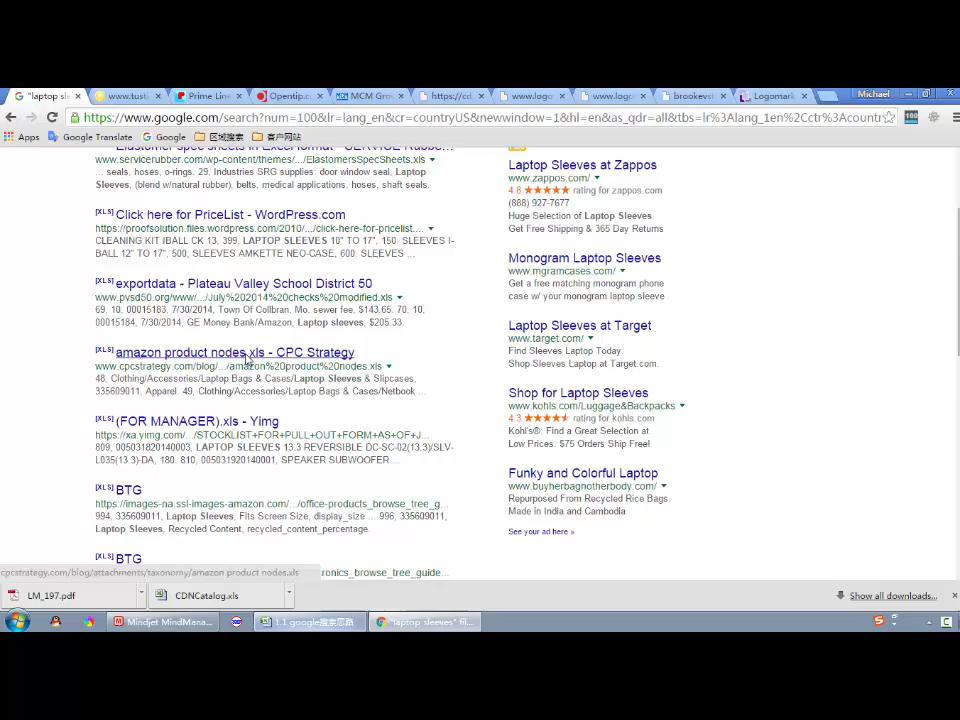 "laptop sl
www.tusti
Prime Line
Opentip.co
MCM Gro
https://cd
www.logo
www.logo
brookevst
Logomark
Michael
https://www.google.com/search?num=100&lr=lang_en&cr=countryUS&newwindow=1&hl=en&as_qdr=all&tbs=lr%3Alang_1en%2Cctr%3Acountr
Apps
Google Translate
Google
区域搜索
客户网站
www.servicerubber.com/wp-content/themes/.../ElastomersSpecSheets.xls
... seals, hoses, o-rings. 29, Industries SRG supplies: door window seal, Laptop
Sleeves, (blend w/natural rubber), belts, medical applications, hoses, shaft seals.
[XLS] Click here for PriceList - WordPress.com
https://proofsolution.files.wordpress.com/2010/.../click-here-for-pricelist....
CLEANING KIT IBALL CK 13, 399, LAPTOP SLEEVES 10" TO 17", 150. SLEEVES I-
BALL 12" TO 17", 500, SLEEVES AMKETTE NEO-CASE, 600. SLEEVES ...
[XLS] exportdata - Plateau Valley School District 50
www.pvsd50.org/www/.../July%202014%20checks%20modified.xls
69, 10, 00015183, 7/30/2014, Town Of Collbran. Mo. sewer fee, $143.65. 70, 10,
00015184, 7/30/2014, GE Money Bank/Amazon, Laptop sleeves, $205.33.
[XLS] amazon product nodes.xls - CPC Strategy
www.cpcstrategy.com/blog/.../amazon%20product%20nodes.xls
48, Clothing/Accessories/Laptop Bags & Cases/Laptop Sleeves & Slipcases,
335609011, Apparel. 49, Clothing/Accessories/Laptop Bags & Cases/Netbook ...
[XLS] (FOR MANAGER).xls - Yimg
https://xa.yimg.com/.../STOCKLIST+FOR+PULL+OUT+FORM+AS+OF+J...
809, 005031820140003, LAPTOP SLEEVES 13.3 REVERSIBLE DC-SC-02(13.3)/SLV-
L035(13.3)-DA, 180. 810, 005031920140001, SPEAKER SUBWOOFER ...
[XLS] BTG
https://images-na.ssl-images-amazon.com/.../office-products_browse_tree_g...
994, 335609011, Laptop Sleeves, Fits Screen Size, display_size ... 996, 335609011,
Laptop Sleeves, Recycled Content, recycled_content_percentage.
[XLS] BTG
ronics_browse_tree_guide...
Laptop Sleeves at Zappos
www.zappos.com/
4.8 rating for zappos.com
(888) 927-7677
Huge Selection of Laptop Sleeves.
Get Free Shipping & 365 Day Returns
Monogram Laptop Sleeves
www.mgramcases.com/
Get a free matching monogram phone
case w/ your monogram laptop sleeve
Laptop Sleeves at Target
www.target.com/
Find Sleeves Laptop Today.
Shop Sleeves Laptop at Target.com.
Shop for Laptop Sleeves
www.kohls.com/Luggage&Backpacks
4.3 rating for kohls.com
Kohl's®: Find a Great Selection at
Low Prices. $75 Orders Ship Free!
Funky and Colorful Laptop
www.buyherbagnotherbody.com/
Repurposed From Recycled Rice Bags.
Made in India and Cambodia
See your ad here »
cpcstrategy.com/blog/attachments/taxonomy/amazon product nodes.xls
LM_197.pdf
CDNCatalog.xls
Show all downloads...
Mindjet MindMana...
1.1 google搜索思路
"laptop sleeves" fil...